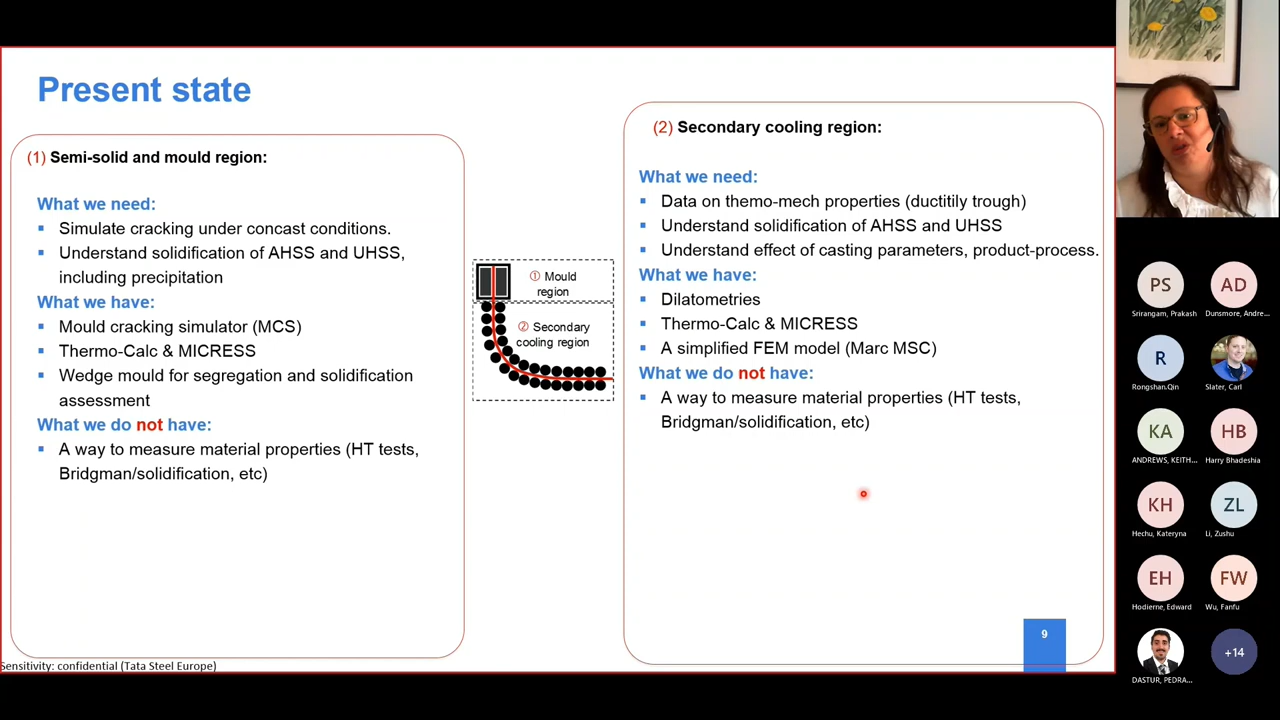 Present state
(1) Semi-solid and mould region:
What we need:
Simulate cracking under concast conditions.
Understand solidification of AHSS and UHSS,
including precipitation
What we have:
Mould cracking simulator (MCS)
Thermo-Calc & MICRESS
Wedge mould for segregation and solidification
assessment
What we do not have:
A way to measure material properties (HT tests,
Bridgman/solidification, etc)
① Mould
region
② Secondary
cooling region
(2) Secondary cooling region:
What we need:
Data on themo-mech properties (ductitily trough)
Understand solidification of AHSS and UHSS
Understand effect of casting parameters, product-process.
What we have:
Dilatometries
Thermo-Calc & MICRESS
A simplified FEM model (Marc MSC)
What we do not have:
A way to measure material properties (HT tests,
Bridgman/solidification, etc)
9
Sensitivity: confidential (Tata Steel Europe)
PS
Srirangam, Prakash
AD
Dunsmore, Andre...
R
Rongshan.Qin
Slater, Carl
KA
ANDREWS, KEITH...
HB
Harry Bhadeshia
KH
Hechu, Kateryna
ZL
Li, Zushu
EH
Hodierne, Edward
FW
Wu, Fanfu
DASTUR, PEDRA...
+14